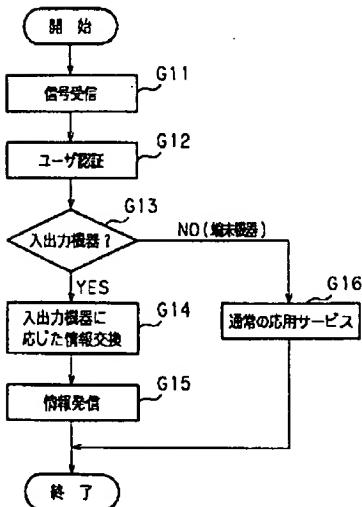 開 始
G11
信号受信
G12
ユーザ認証
G13
入出力機器？
NO(端末機器)
YES
G14
入出力機器に
応じた情報交換
G16
通常の応用サービス
G15
情報発信
終 了